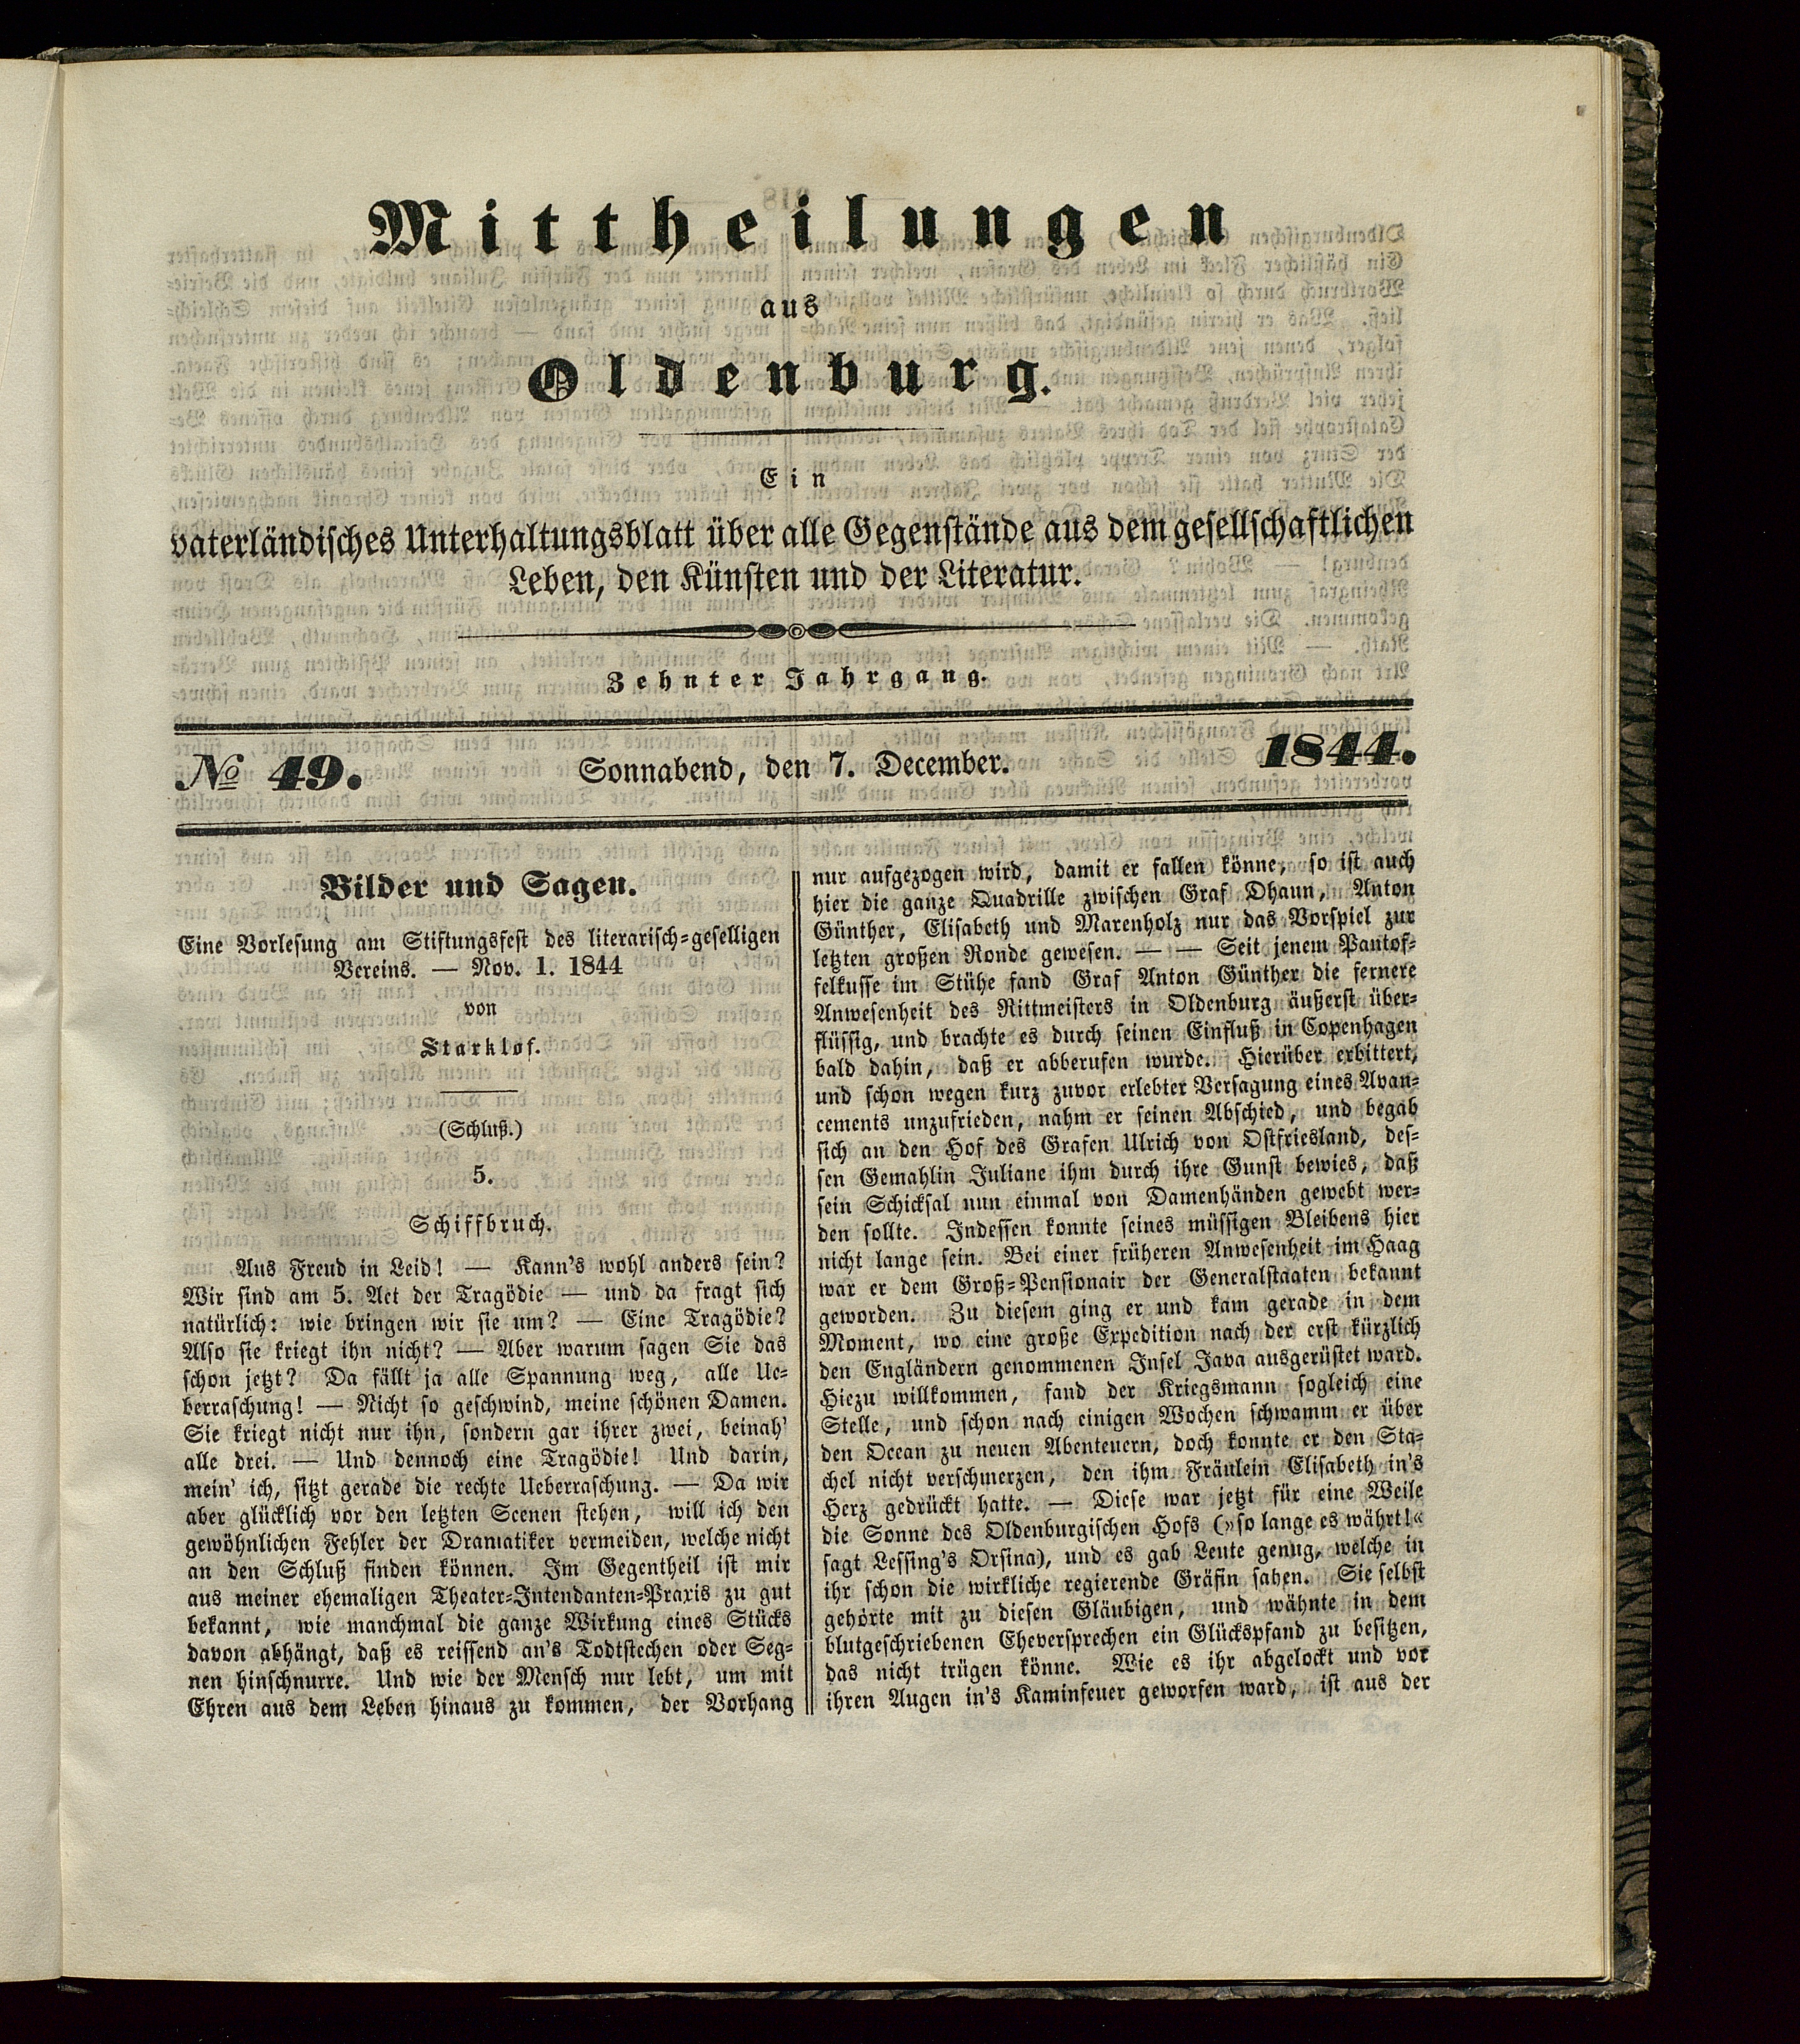 Mittheilungen
aus
Oldenburg.
Ein
vaterländisches Unterhaltungsblatt über alle Gegenstände aus dem gesellschaftlichen
Leben, den Künsten und der Literatur.
Zehnter Jahrgang.
№ 49.
Sonnabend, den 7. December.
1844.
Bilder und Sagen.
Eine Vorlesung am Stiftungsfest des literarisch-geselligen
Vereins. — Nov. 1. 1844
von
Starklof.
(Schluß.)
5.
Schiffbruch.
Aus Freud in Leid! — Kann's wohl anders sein?
Wir sind am 5. Act der Tragödie — und da fragt sich
natürlich: wie bringen wir sie um? — Eine Tragödie?
Also sie kriegt ihn nicht? — Aber warum sagen Sie das
schon jetzt? Da fällt ja alle Spannung weg, alle Ue-
berraschung! — Nicht so geschwind, meine schönen Damen.
Sie kriegt nicht nur ihn, sondern gar ihrer zwei, beinah'
alle drei. — Und dennoch eine Tragödie! Und darin,
mein' ich, sitzt gerade die rechte Ueberraschung. — Da wir
aber glücklich vor den letzten Scenen stehen, will ich den
gewöhnlichen Fehler der Dramatiker vermeiden, welche nicht
an den Schluß finden können. Im Gegentheil ist mir
aus meiner ehemaligen Theater-Intendanten-Praxis zu gut
bekannt, wie manchmal die ganze Wirkung eines Stücks
davon abhängt, daß es reissend an's Todtstechen oder Seg-
nen hinschnurre. Und wie der Mensch nur lebt, um mit
Ehren aus dem Leben hinaus zu kommen, der Vorhang
nur aufgezogen wird, damit er fallen könne, so ist auch
hier die ganze Quadrille zwischen Graf Dhaun, Anton
Günther, Elisabeth und Marenholz nur das Vorspiel zur
letzten großen Ronde gewesen. — — Seit jenem Pantof-
felkusse im Stühe fand Graf Anton Günther die fernere
Anwesenheit des Rittmeisters in Oldenburg äußerst über-
flüssig, und brachte es durch seinen Einfluß in Copenhagen
bald dahin, daß er abberufen wurde. Hierüber erbittert,
und schon wegen kurz zuvor erlebter Versagung eines Avan-
cements unzufrieden, nahm er seinen Abschied, und begab
sich an den Hof des Grafen Ulrich von Ostfriesland, des-
sen Gemahlin Juliane ihm durch ihre Gunst bewies, daß
sein Schicksal nun einmal von Damenhänden gewebt wer-
den sollte. Indessen konnte seines müssigen Bleibens hier
nicht lange sein. Bei einer früheren Anwesenheit im Haag
war er dem Groß-Pensionair der Generalstaaten bekannt
geworden. Zu diesem ging er und kam gerade in dem
Moment, wo eine große Expedition nach der erst kürzlich
den Engländern genommenen Insel Java ausgerüstet ward.
Hiezu willkommen, fand der Kriegsmann sogleich eine
Stelle, und schon nach einigen Wochen schwamm er über
den Ocean zu neuen Abenteuern, doch konnte er den Sta-
chel nicht verschmerzen, den ihm Fräulein Elisabeth in's
Herz gedrückt hatte. — Diese war jetzt für eine Weile
die Sonne des Oldenburgischen Hofs (»so lange es währt!«
sagt Lessing's Orsina), und es gab Leute genug, welche in
ihr schon die wirkliche regierende Gräfin sahen. Sie selbst
gehörte mit zu diesen Gläubigen, und wähnte in dem
blutgeschriebenen Eheversprechen ein Glückspfand zu besitzen,
das nicht trügen könne. Wie es ihr abgelockt und vor
ihren Augen in's Kaminfeuer geworfen ward, ist aus der